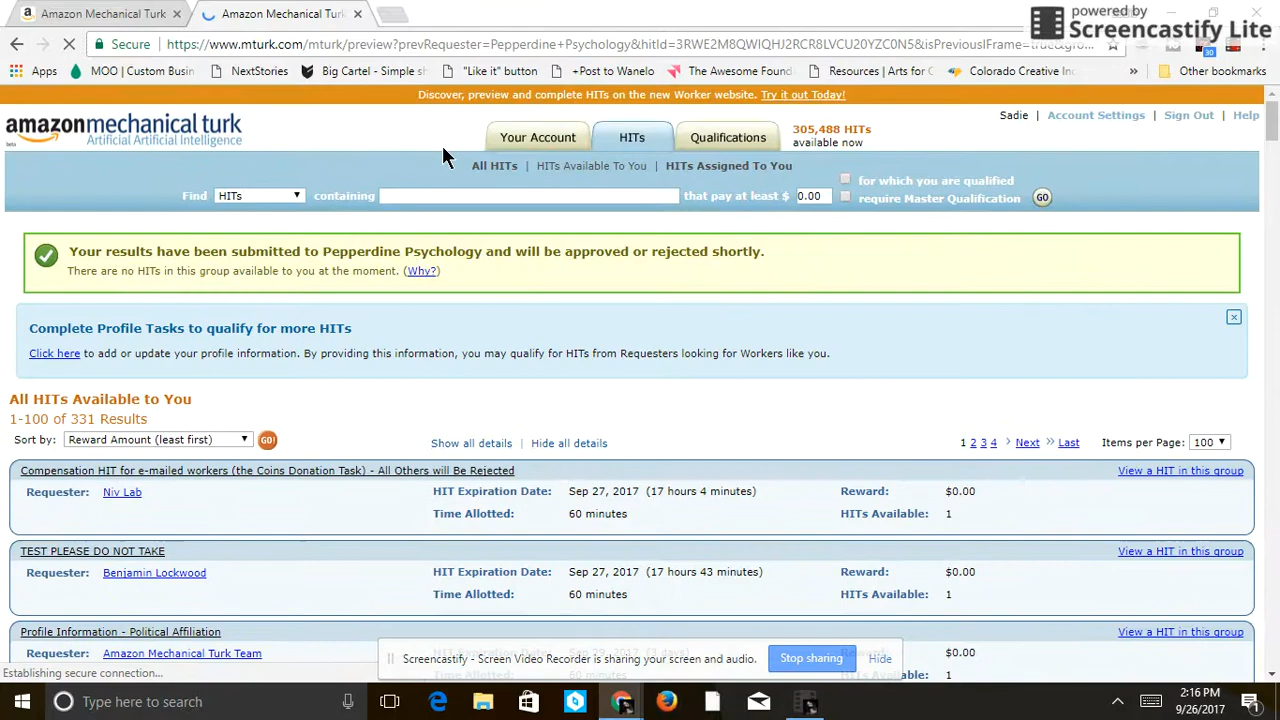 powered by
Screencastify Lite
Amazon Mechanical Turk
Amazon Mechanical Turk
Secure
https://www.mturk.com/mturk/preview?prevRequester=Pepperdine+Psychology&hitId=3RWE2M8QWIQHJ2RCR8LVCU20YZC0N5&isPreviousIFrame=true&gro
30
Apps
MOO | Custom Busin
NextStories
Big Cartel - Simple sh
"Like it" button
+Post to Wanelo
The Awesome Found
Resources | Arts for C
Colorado Creative Inc
Other bookmarks
Discover, preview and complete HITs on the new Worker website. Try it out Today!
amazonmechanical turk
beta
Artificial Artificial Intelligence
Your Account
HITs
Qualifications
305,488 HITs
available now
Sadie | Account Settings | Sign Out | Help
All HITs | HITs Available To You | HITs Assigned To You
Find HITs containing that pay at least $ 0.00
for which you are qualified
require Master Qualification
GO
Your results have been submitted to Pepperdine Psychology and will be approved or rejected shortly.
There are no HITs in this group available to you at the moment. (Why?)
Complete Profile Tasks to qualify for more HITs
Click here to add or update your profile information. By providing this information, you may qualify for HITs from Requesters looking for Workers like you.
All HITs Available to You
1-100 of 331 Results
Sort by: Reward Amount (least first) GO!
Show all details | Hide all details
1 2 3 4 › Next » Last
Items per Page: 100
Compensation HIT for e-mailed workers (the Coins Donation Task) - All Others will Be Rejected
View a HIT in this group
Requester: Niv Lab
HIT Expiration Date: Sep 27, 2017 (17 hours 4 minutes)
Reward: $0.00
Time Allotted: 60 minutes
HITs Available: 1
TEST PLEASE DO NOT TAKE
View a HIT in this group
Requester: Benjamin Lockwood
HIT Expiration Date: Sep 27, 2017 (17 hours 43 minutes)
Reward: $0.00
Time Allotted: 60 minutes
HITs Available: 1
Profile Information - Political Affiliation
View a HIT in this group
Requester: Amazon Mechanical Turk Team
$0.00
Screencastify - Screen Video Recorder is sharing your screen and audio.
Stop sharing
Hide
Establishing secure connection...
Type here to search
2:16 PM
9/26/2017
1